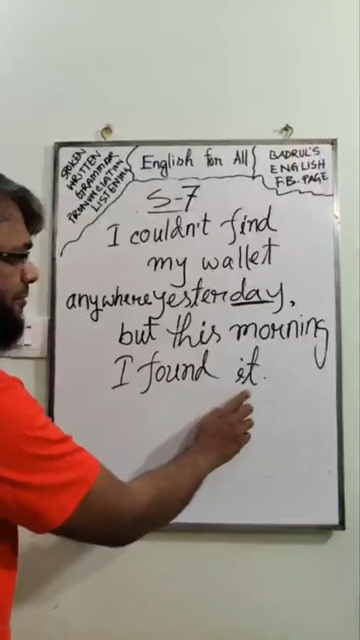 SPOKEN
WRITTEN
GRAMMAR
PRONUNCIATION
LISTENING
English for All
BADRUL'S
ENGLISH
F.B. PAGE
S-7
I couldn't find
my wallet
anywhere yesterday,
but this morning
I found it.